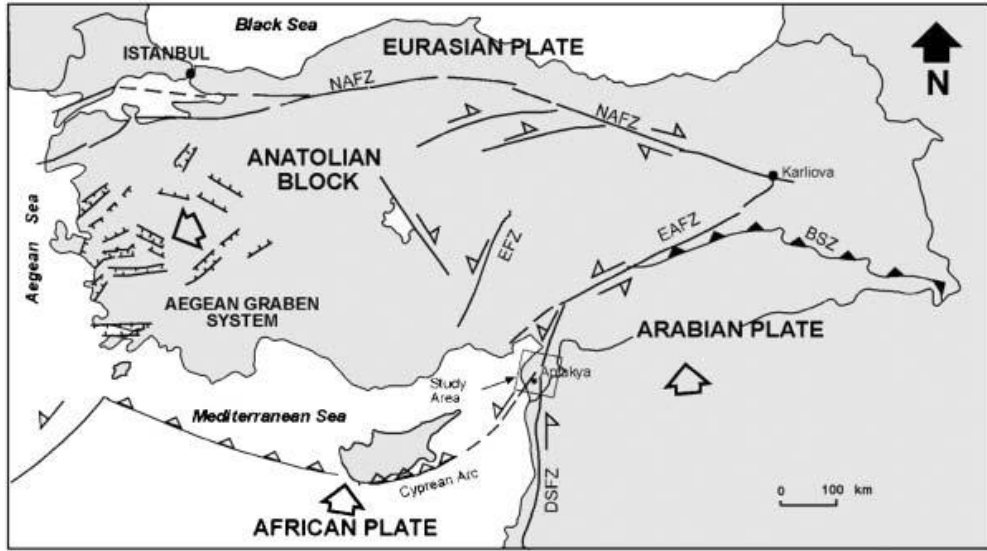 Black Sea
ISTANBUL
EURASIAN PLATE
N
NAFZ
NAFZ
ANATOLIAN
BLOCK
Karliova
Aegean Sea
EFZ
EAFZ
BSZ
AEGEAN GRABEN
SYSTEM
ARABIAN PLATE
Antakya
Study
Area
Mediterranean Sea
Cyprean Arc
DSFZ
0 100 km
AFRICAN PLATE